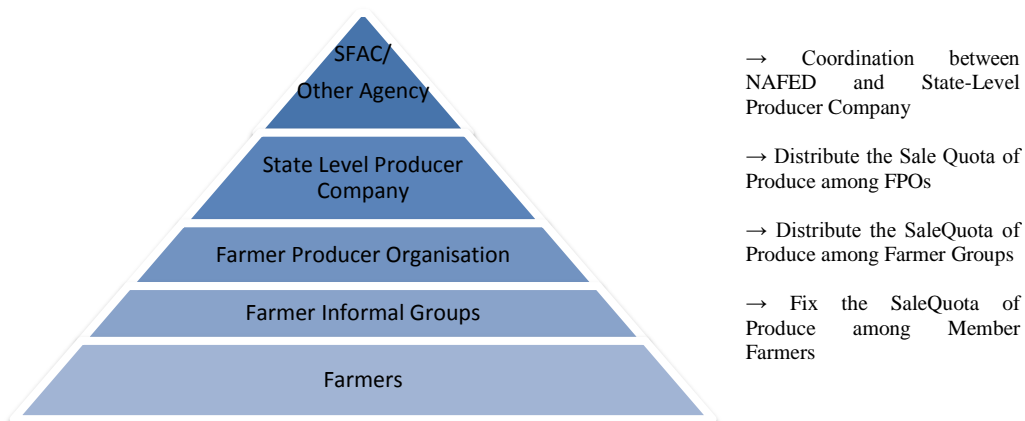 SFAC/
Other Agency
State Level Producer
Company
Farmer Producer Organisation
Farmer Informal Groups
Farmers
→ Coordination between
NAFED and State-Level
Producer Company
→ Distribute the Sale Quota of
Produce among FPOs
→ Distribute the SaleQuota of
Produce among Farmer Groups
→ Fix the SaleQuota of
Produce among Member
Farmers